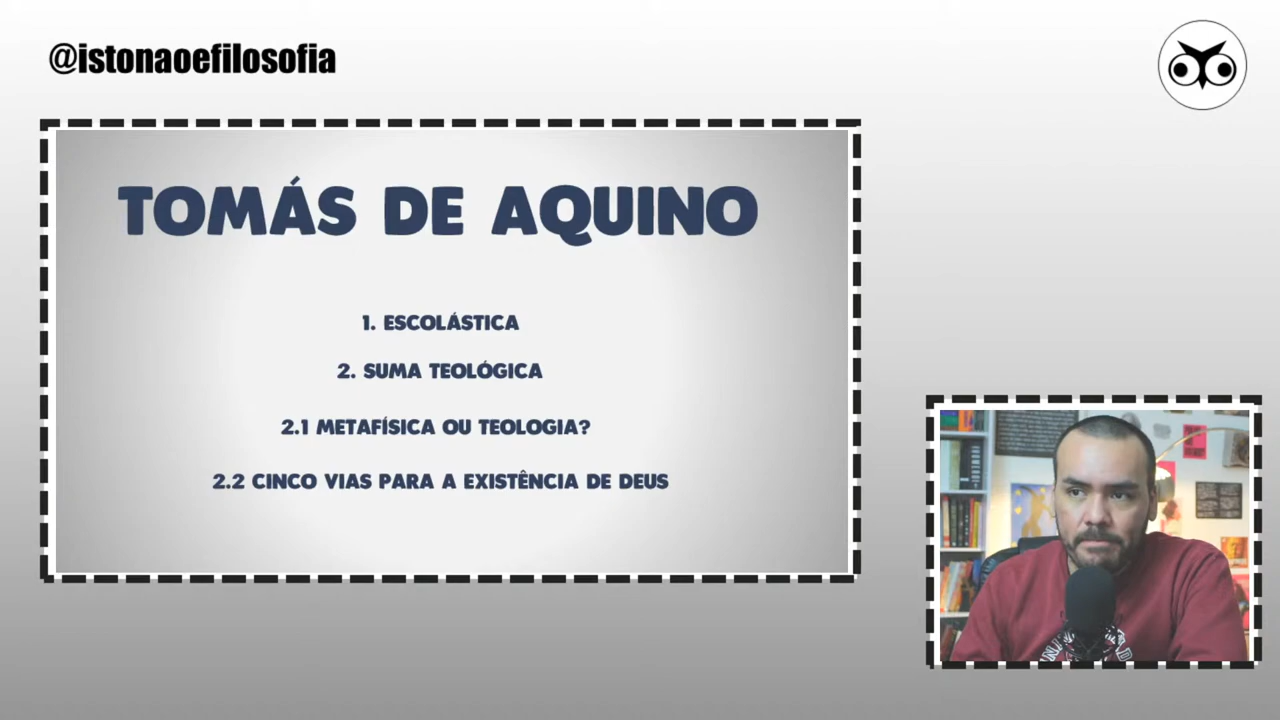 @istonaoefilosofia
TOMÁS DE AQUINO
1. ESCOLÁSTICA
2. SUMA TEOLÓGICA
2.1 METAFÍSICA OU TEOLOGIA?
2.2 CINCO VIAS PARA A EXISTÊNCIA DE DEUS